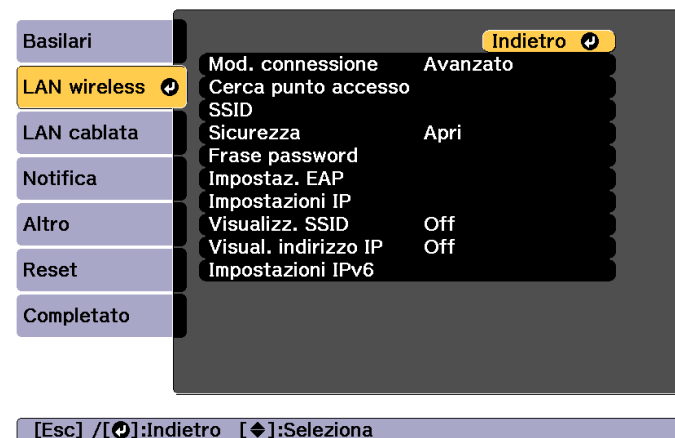 Basilari
LAN wireless
LAN cablata
Notifica
Altro
Reset
Completato
Indietro
Mod. connessione Avanzato
Cerca punto accesso
SSID
Sicurezza Apri
Frase password
Impostaz. EAP
Impostazioni IP
Visualizz. SSID Off
Visual. indirizzo IP Off
Impostazioni IPv6
[Esc] /[]:Indietro []:Seleziona